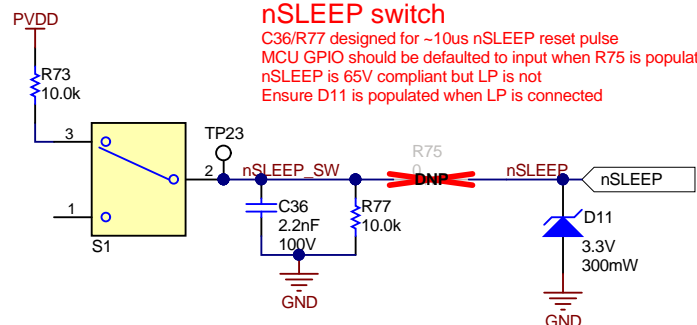 nSLEEP switch
C36/R77 designed for ~10us nSLEEP reset pulse
MCU GPIO should be defaulted to input when R75 is populat
nSLEEP is 65V compliant but LP is not
Ensure D11 is populated when LP is connected
PVDD
R73
10.0k
3
2
1
S1
TP23
nSLEEP_SW
C36
2.2nF
100V
R77
10.0k
GND
R75
0
DNP
nSLEEP
nSLEEP
D11
3.3V
300mW
GND